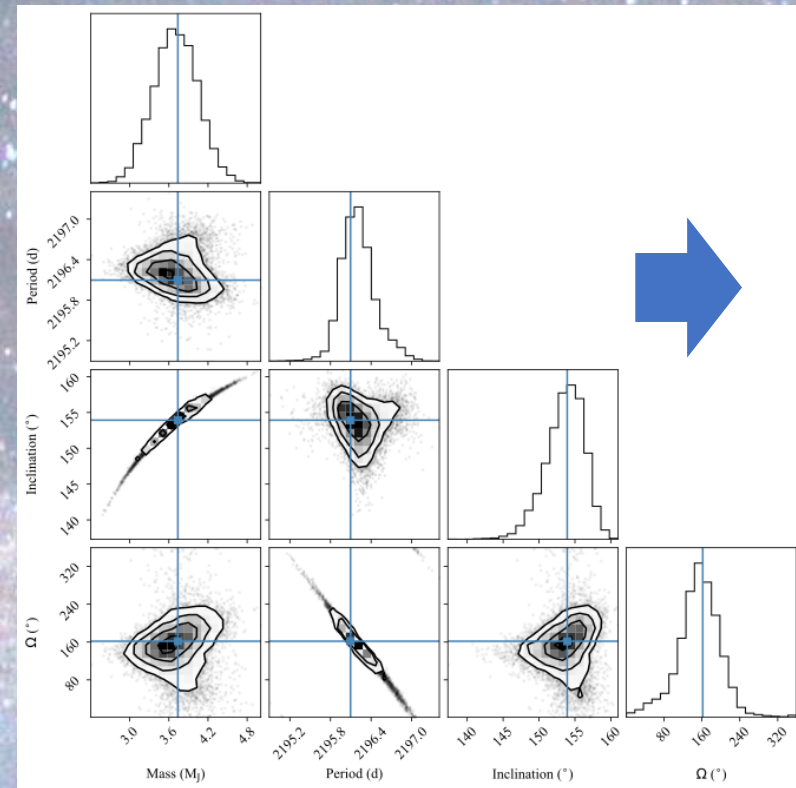 Period (d)
2197.0
2196.4
2195.8
2195.2
Inclination (°)
160
155
150
145
140
Ω (°)
320
240
160
80
3.0 3.6 4.2 4.8
2195.2 2195.8 2196.4 2197.0
140 145 150 155 160
80 160 240 320
Mass (MJ) Period (d) Inclination (°) Ω (°)